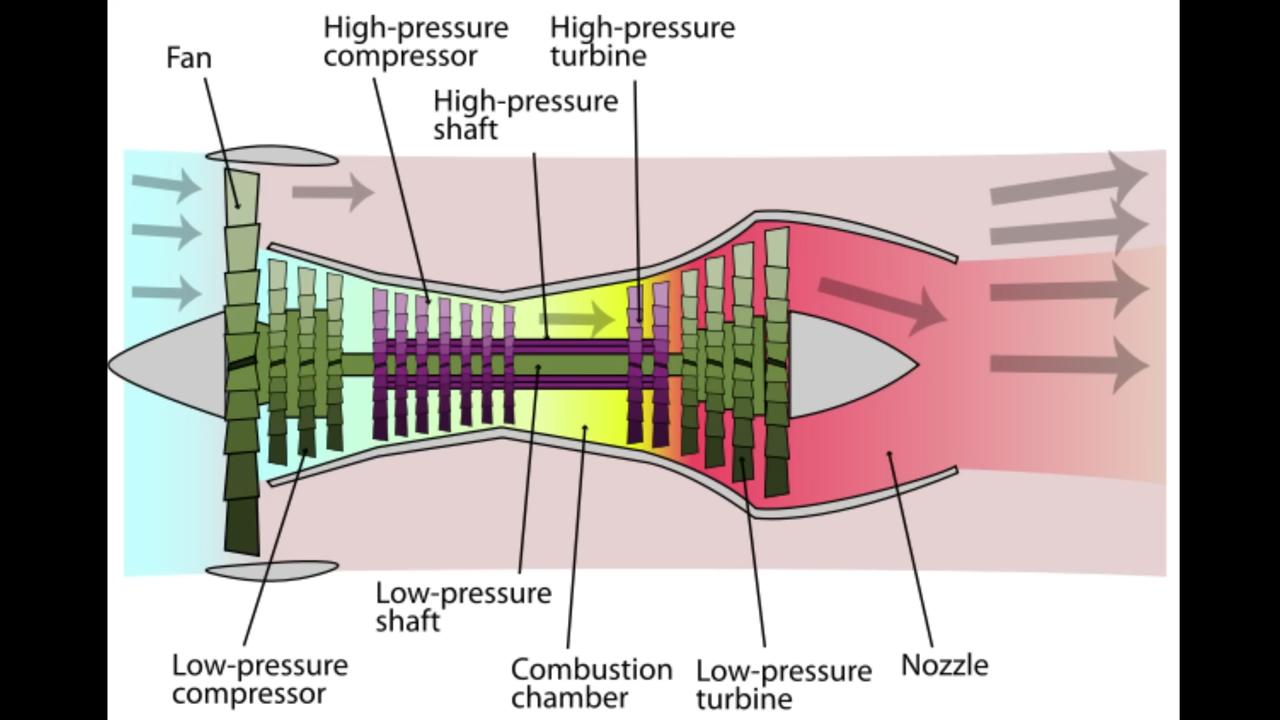 High-pressure
compressor
High-pressure
turbine
Fan
High-pressure
shaft
Low-pressure
shaft
Low-pressure
compressor
Combustion
chamber
Low-pressure
turbine
Nozzle